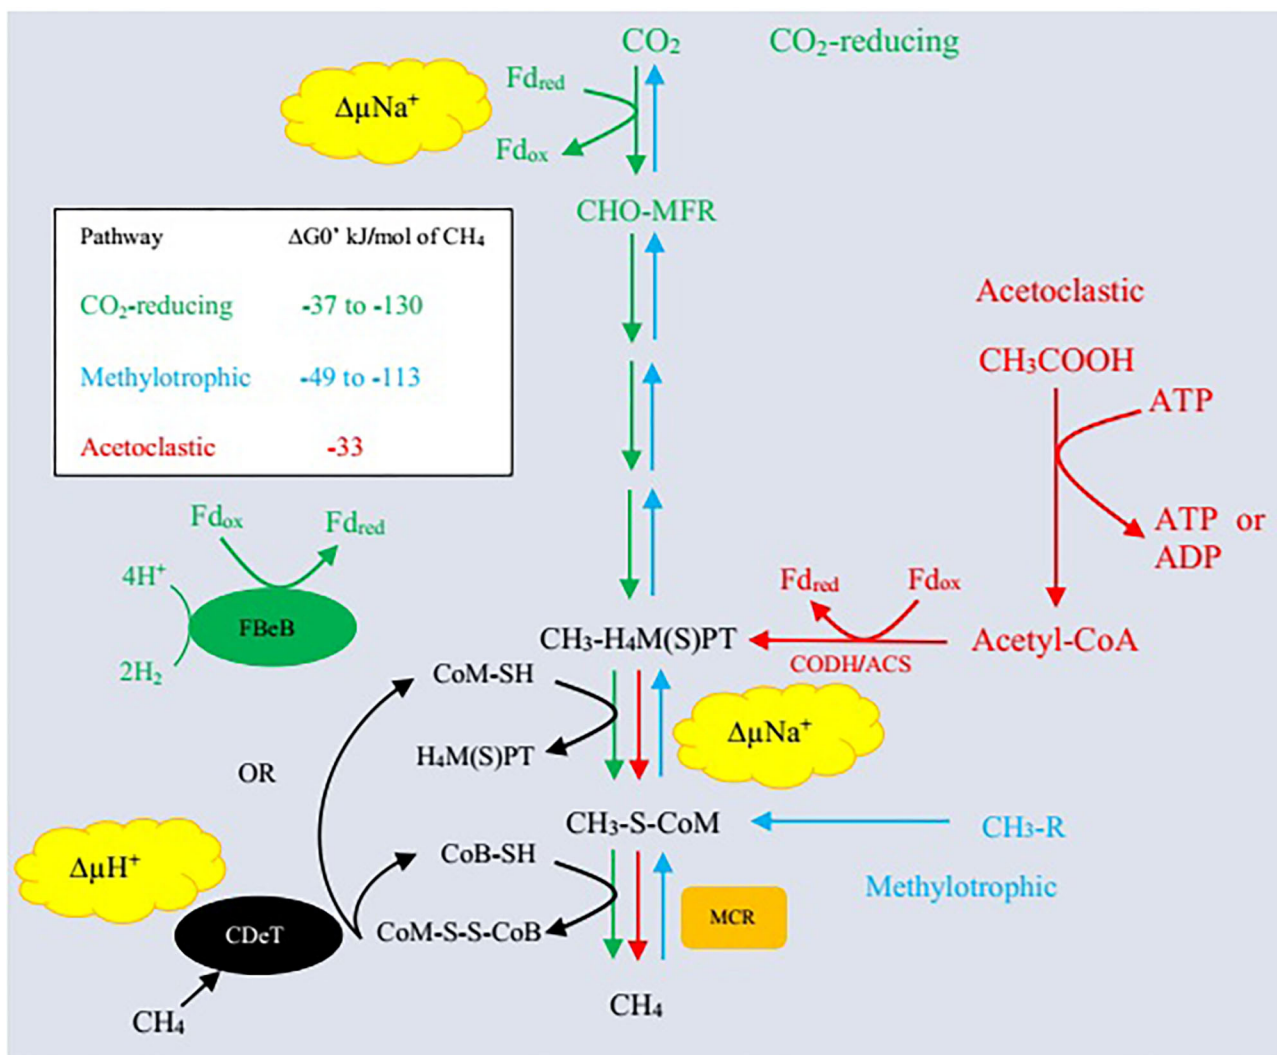 CO₂ CO₂-reducing
Fdred
ΔμNa⁺
Fdox
CHO-MFR
Pathway ΔG0' kJ/mol of CH₄
CO₂-reducing -37 to -130
Methylotrophic -49 to -113
Acetoclastic -33
Acetoclastic
CH₃COOH
ATP
ATP or
ADP
Fdox Fdred
4H⁺
FBeB
2H₂
Fdred Fdox
CH₃-H₄M(S)PT
Acetyl-CoA
CODH/ACS
CoM-SH
ΔμNa⁺
H₄M(S)PT
OR
CH₃-S-CoM
CH₃-R
Methylotrophic
CoB-SH
ΔμH⁺
MCR
CDeT
CoM-S-S-CoB
CH₄
CH₄